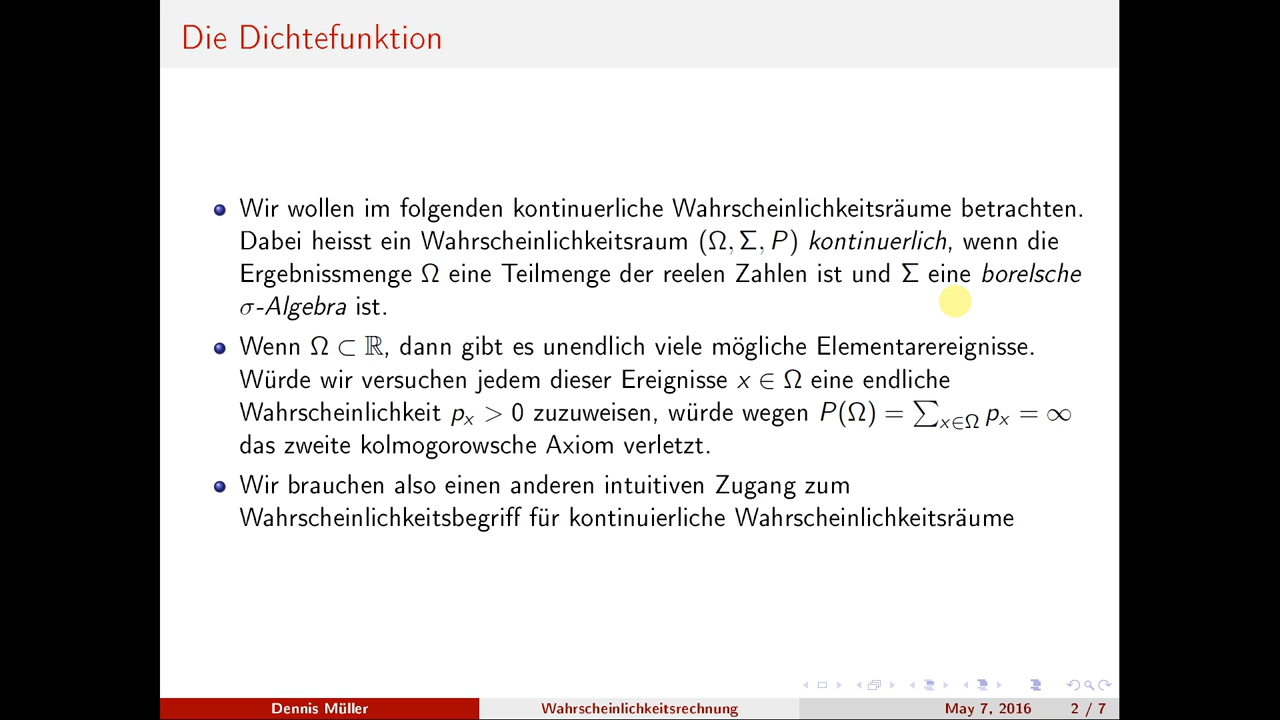 Die Dichtefunktion
Wir wollen im folgenden kontinuerliche Wahrscheinlichkeitsräume betrachten.
Dabei heisst ein Wahrscheinlichkeitsraum (Ω, Σ, P) kontinuerlich, wenn die
Ergebnissmenge Ω eine Teilmenge der reelen Zahlen ist und Σ eine borelsche
σ-Algebra ist.
Wenn Ω ⊂ ℝ, dann gibt es unendlich viele mögliche Elementarereignisse.
Würde wir versuchen jedem dieser Ereignisse x ∈ Ω eine endliche
Wahrscheinlichkeit pₓ > 0 zuzuweisen, würde wegen P(Ω) = ∑_{x∈Ω} pₓ = ∞
das zweite kolmogorowsche Axiom verletzt.
Wir brauchen also einen anderen intuitiven Zugang zum
Wahrscheinlichkeitsbegriff für kontinuierliche Wahrscheinlichkeitsräume
Dennis Müller Wahrscheinlichkeitsrechnung May 7, 2016 2 / 7